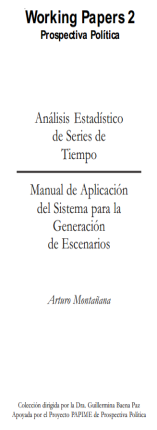 Working Papers 2
Prospectiva Política
Análisis Estadístico
de Series de
Tiempo
Manual de Aplicación
del Sistema para la
Generación
de Escenarios
Arturo Montañana
Colección dirigida por la Dra. Guillermina Baena Paz
Apoyada por el Proyecto PAPIME de Prospectiva Política